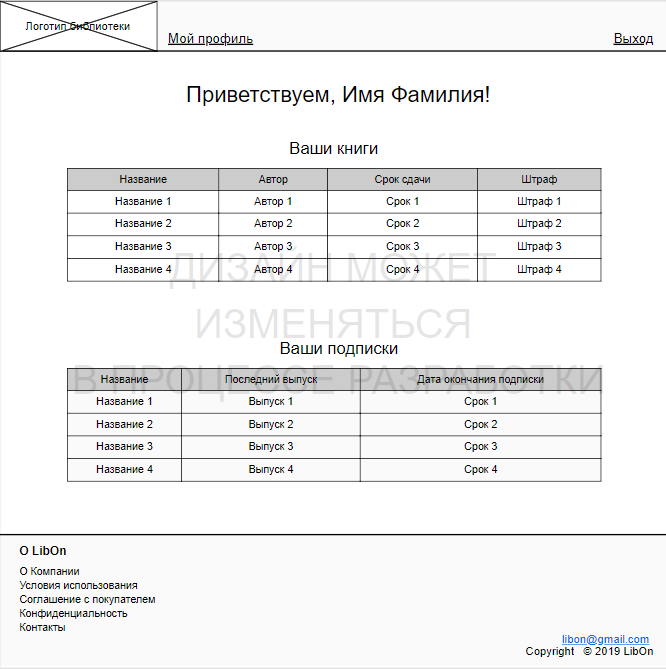 Логотип библиотеки
Мой профиль Выход
Приветствуем, Имя Фамилия!
Ваши книги
Название Автор Срок сдачи Штраф
Название 1 Автор 1 Срок 1 Штраф 1
Название 2 Автор 2 Срок 2 Штраф 2
Название 3 Автор 3 Срок 3 Штраф 3
Название 4 Автор 4 Срок 4 Штраф 4
ДИЗАЙН МОЖЕТ
ИЗМЕНЯТЬСЯ
В ПРОЦЕССЕ РАЗРАБОТКИ
Ваши подписки
Название Последний выпуск Дата окончания подписки
Название 1 Выпуск 1 Срок 1
Название 2 Выпуск 2 Срок 2
Название 3 Выпуск 3 Срок 3
Название 4 Выпуск 4 Срок 4
О LibOn
О Компании
Условия использования
Соглашение с покупателем
Конфиденциальность
Контакты
libon@gmail.com
Copyright © 2019 LibOn